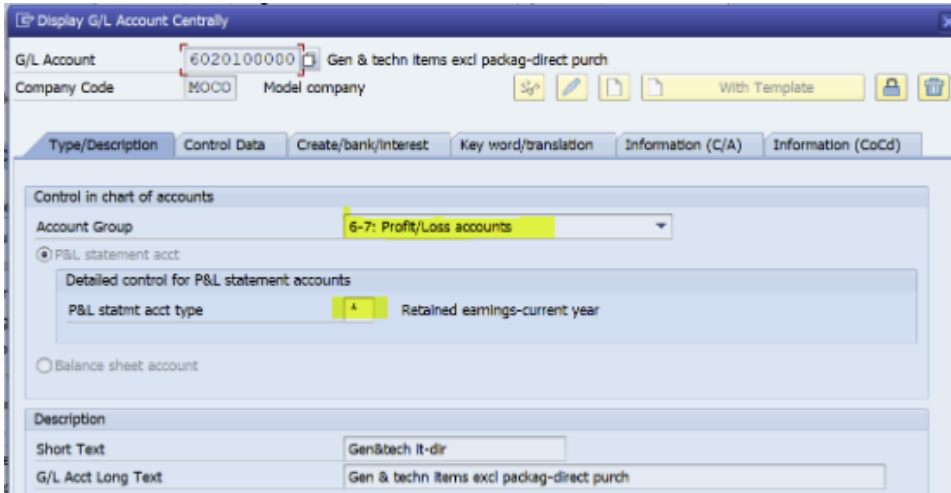 Display G/L Account Centrally
G/L Account 6020100000 Gen & techn items excl packag-direct purch
Company Code MOCO Model company With Template
Type/Description Control Data Create/bank/interest Key word/translation Information (C/A) Information (CoCd)
Control in chart of accounts
Account Group 6-7: Profit/Loss accounts
P&L statement acct
Detailed control for P&L statement accounts
P&L statmt acct type A Retained earnings-current year
Balance sheet account
Description
Short Text Gen&tech it-dir
G/L Acct Long Text Gen & techn items excl packag-direct purch